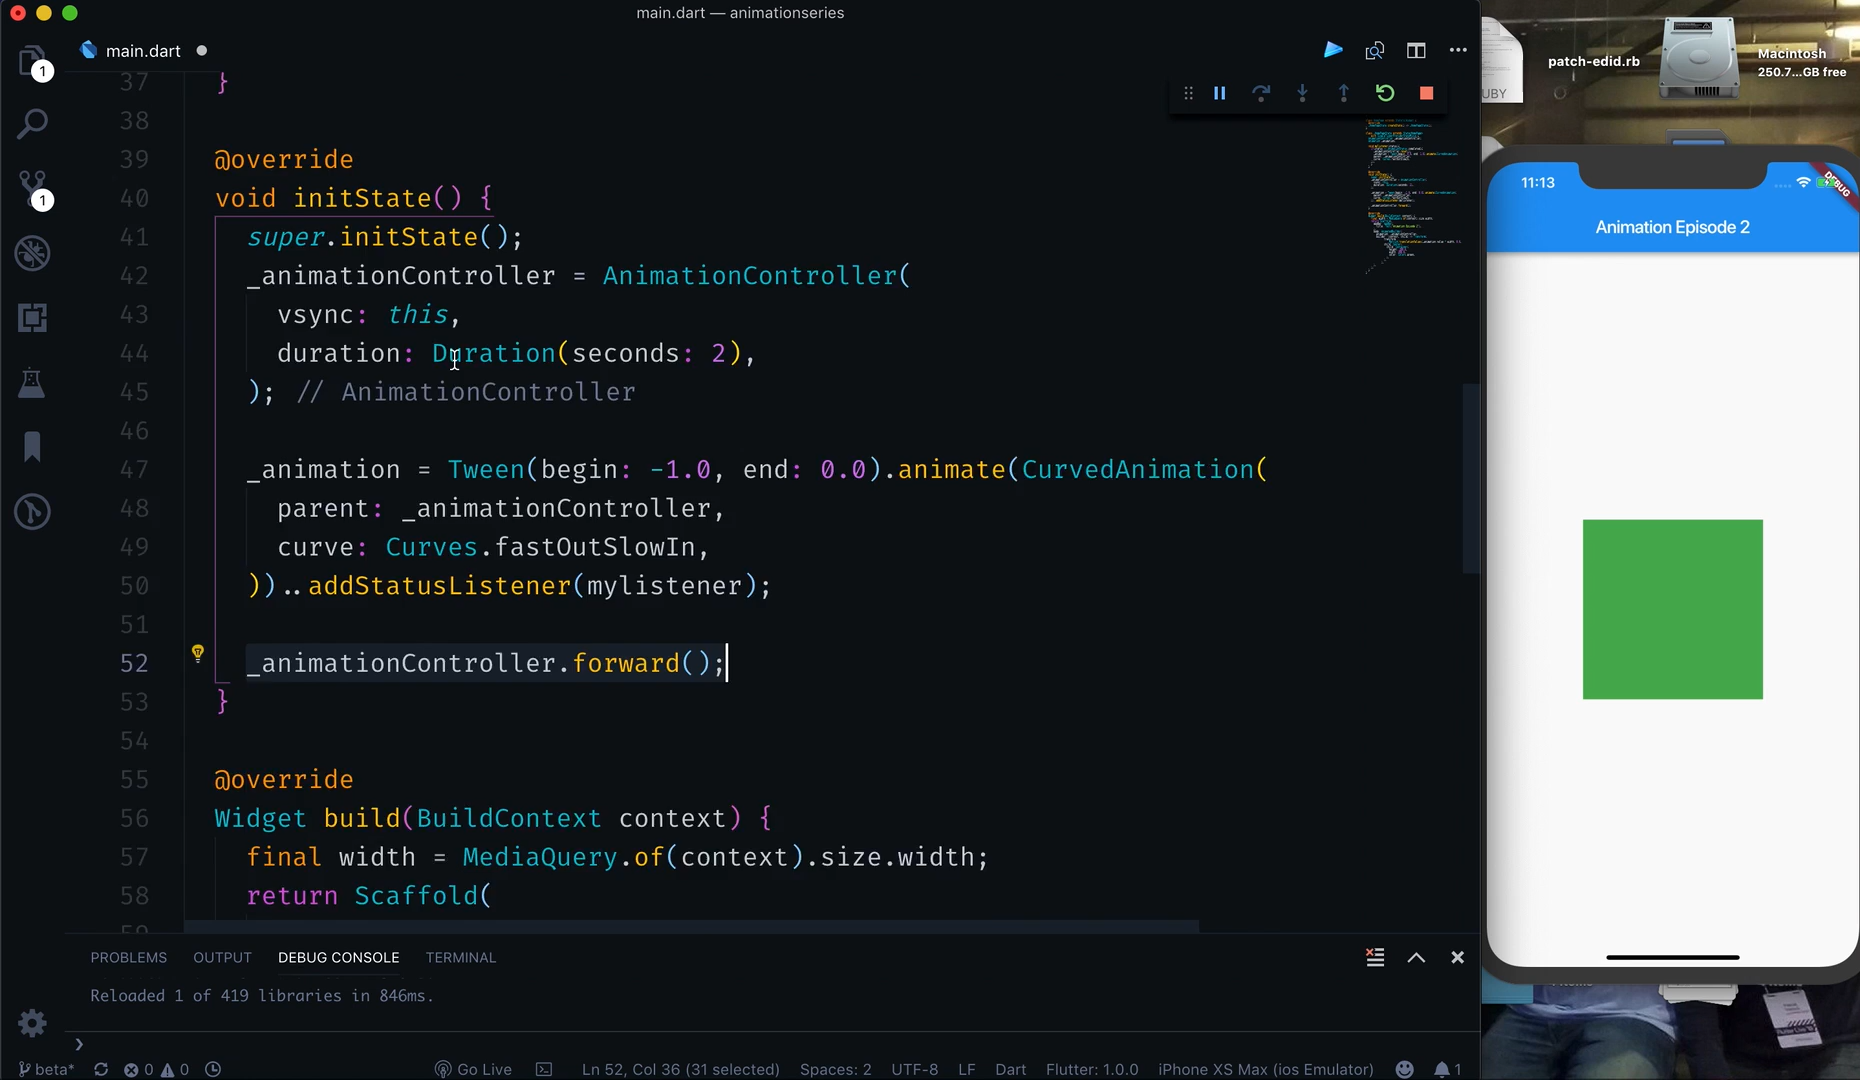 main.dart — animationseries
main.dart
1
patch-edid.rb
Macintosh
250.7...GB free
UBY
37 }
38
39 @override
40 void initState() {
41 super.initState();
42 _animationController = AnimationController(
43 vsync: this,
44 duration: Duration(seconds: 2),
45 ); // AnimationController
46
47 _animation = Tween(begin: -1.0, end: 0.0).animate(CurvedAnimation(
48 parent: _animationController,
49 curve: Curves.fastOutSlowIn,
50 ))..addStatusListener(mylistener);
51
52 _animationController.forward();
53 }
54
55 @override
56 Widget build(BuildContext context) {
57 final width = MediaQuery.of(context).size.width;
58 return Scaffold(
59
1
11:13
DEBUG
Animation Episode 2
PROBLEMS OUTPUT DEBUG CONSOLE TERMINAL
Reloaded 1 of 419 libraries in 846ms.
beta* 0 0 Go Live Ln 52, Col 36 (31 selected) Spaces: 2 UTF-8 LF Dart Flutter: 1.0.0 iPhone XS Max (ios Emulator) 1